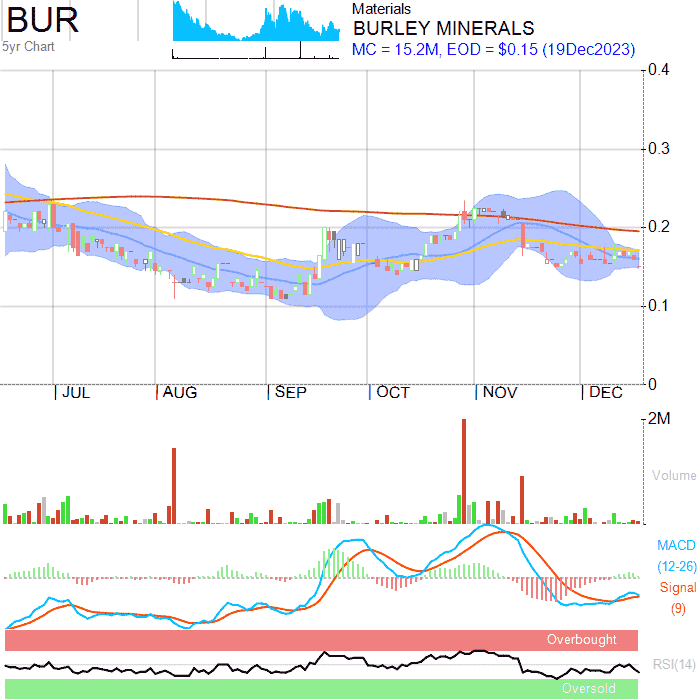 BUR
5yr Chart
Materials
BURLEY MINERALS
MC = 15.2M, EOD = $0.15 (19Dec2023)
0.4
0.3
0.2
0.1
0
JUL AUG SEP OCT NOV DEC
2M
Volume
MACD
(12-26)
Signal
(9)
Overbought
RSI(14)
Oversold